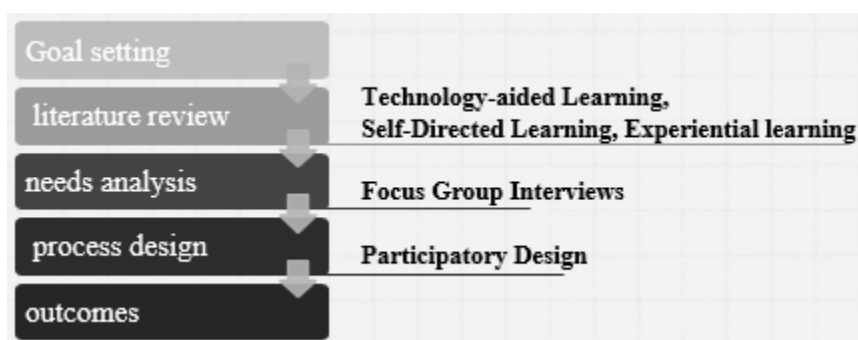 Goal setting
literature review
Technology-aided Learning,
Self-Directed Learning, Experiential learning
needs analysis
Focus Group Interviews
process design
Participatory Design
outcomes